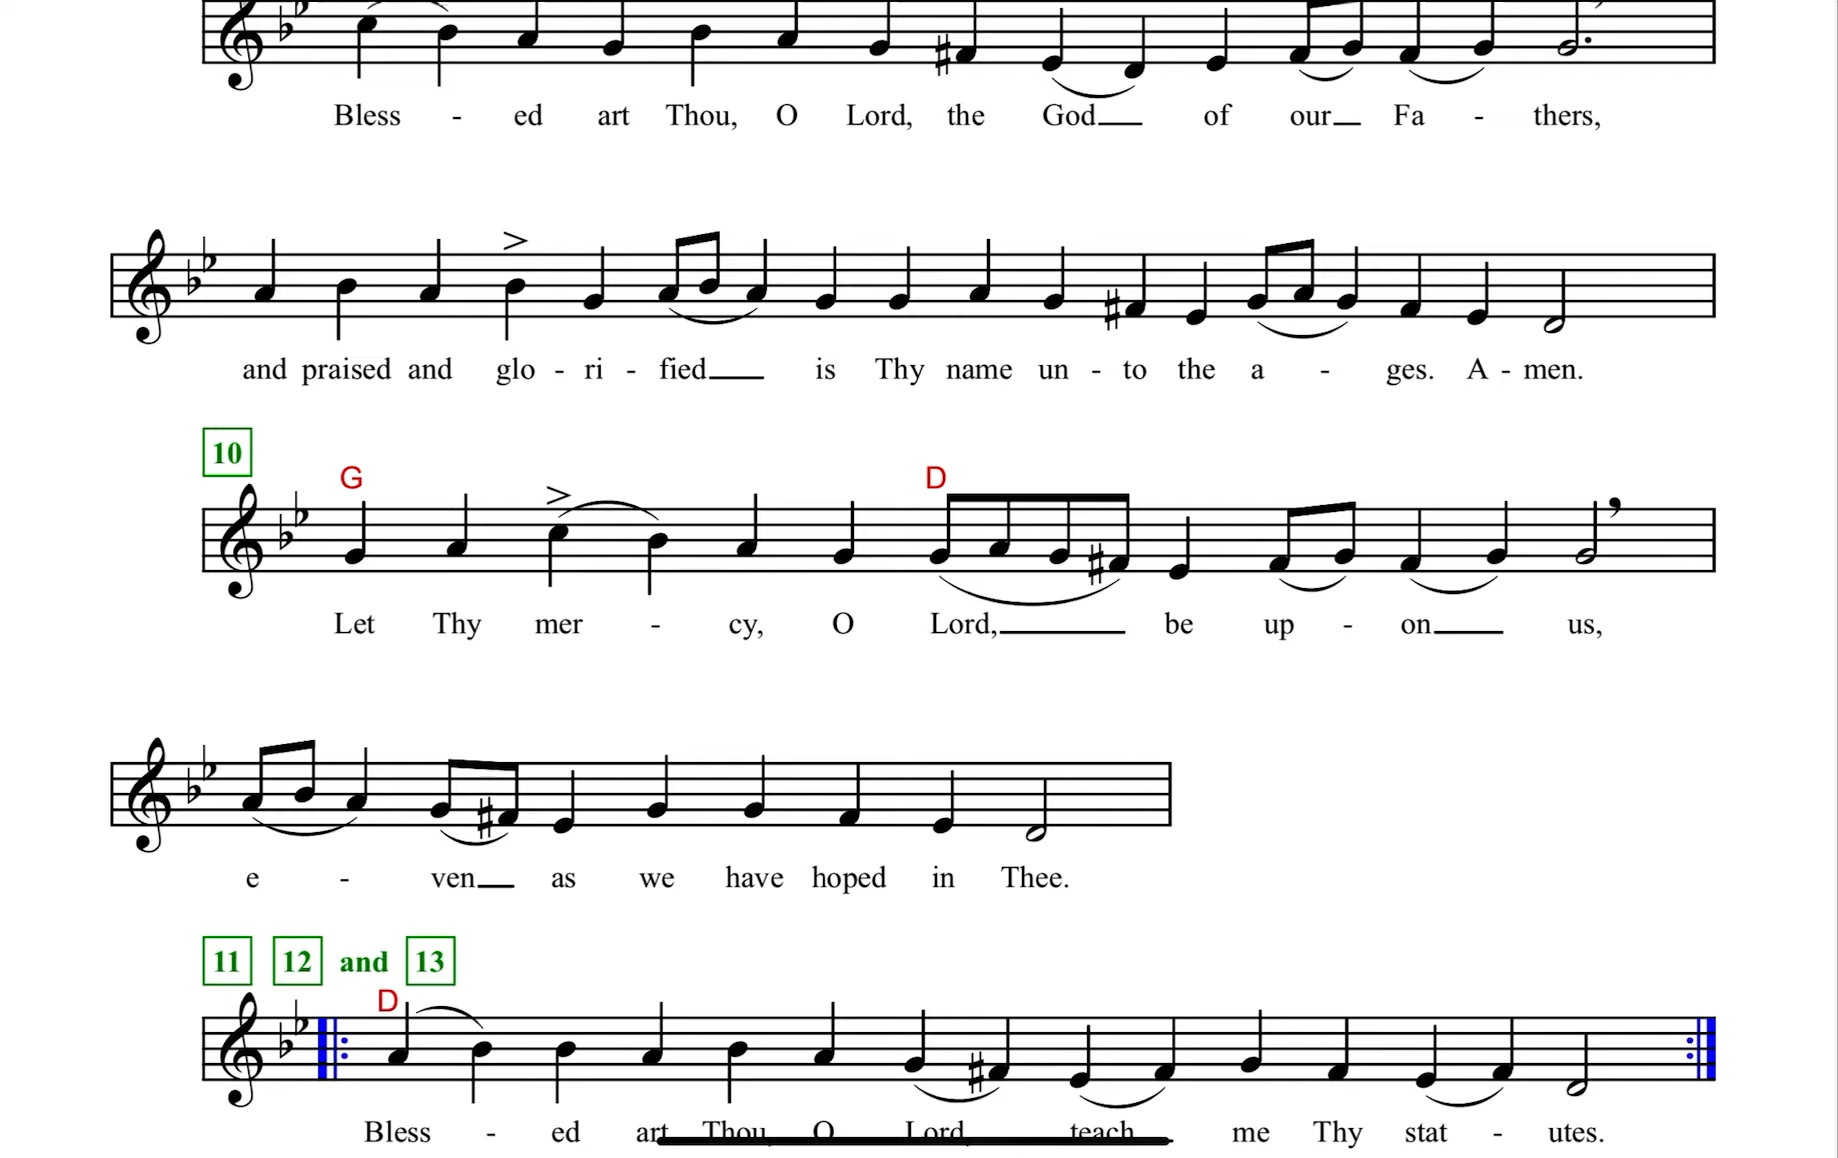 Bless - ed art Thou, O Lord, the God of our Fa - thers,
and praised and glo - ri - fied is Thy name un - to the a - ges. A - men.
10
G D
Let Thy mer - cy, O Lord, be up - on us,
e - ven as we have hoped in Thee.
11 12 and 13
D
Bless - ed art Thou, O Lord, teach me Thy stat - utes.